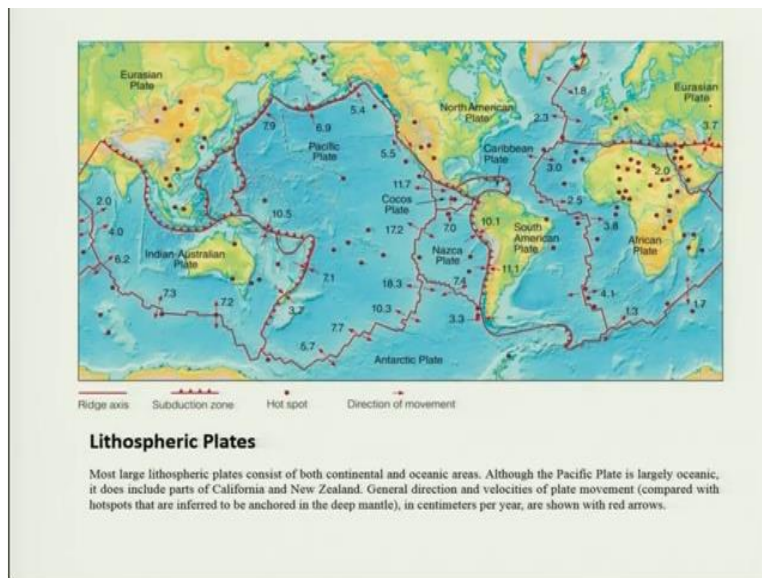 Eurasian
Plate
North American
Plate
Eurasian
Plate
Pacific
Plate
Caribbean
Plate
Cocos
Plate
Indian-Australian
Plate
Nazca
Plate
South
American
Plate
African
Plate
Antarctic Plate
7.9
6.9
5.4
5.5
1.8
2.3
3.7
3.0
2.0
2.5
3.8
2.0
4.0
6.2
10.5
11.7
17.2
7.0
10.1
11.1
7.3
7.2
7.1
3.7
18.3
7.4
10.3
7.7
5.7
3.3
4.1
1.3
1.7
Ridge axis
Subduction zone
Hot spot
Direction of movement
Lithospheric Plates
Most large lithospheric plates consist of both continental and oceanic areas. Although the Pacific Plate is largely oceanic,
it does include parts of California and New Zealand. General direction and velocities of plate movement (compared with
hotspots that are inferred to be anchored in the deep mantle), in centimeters per year, are shown with red arrows.